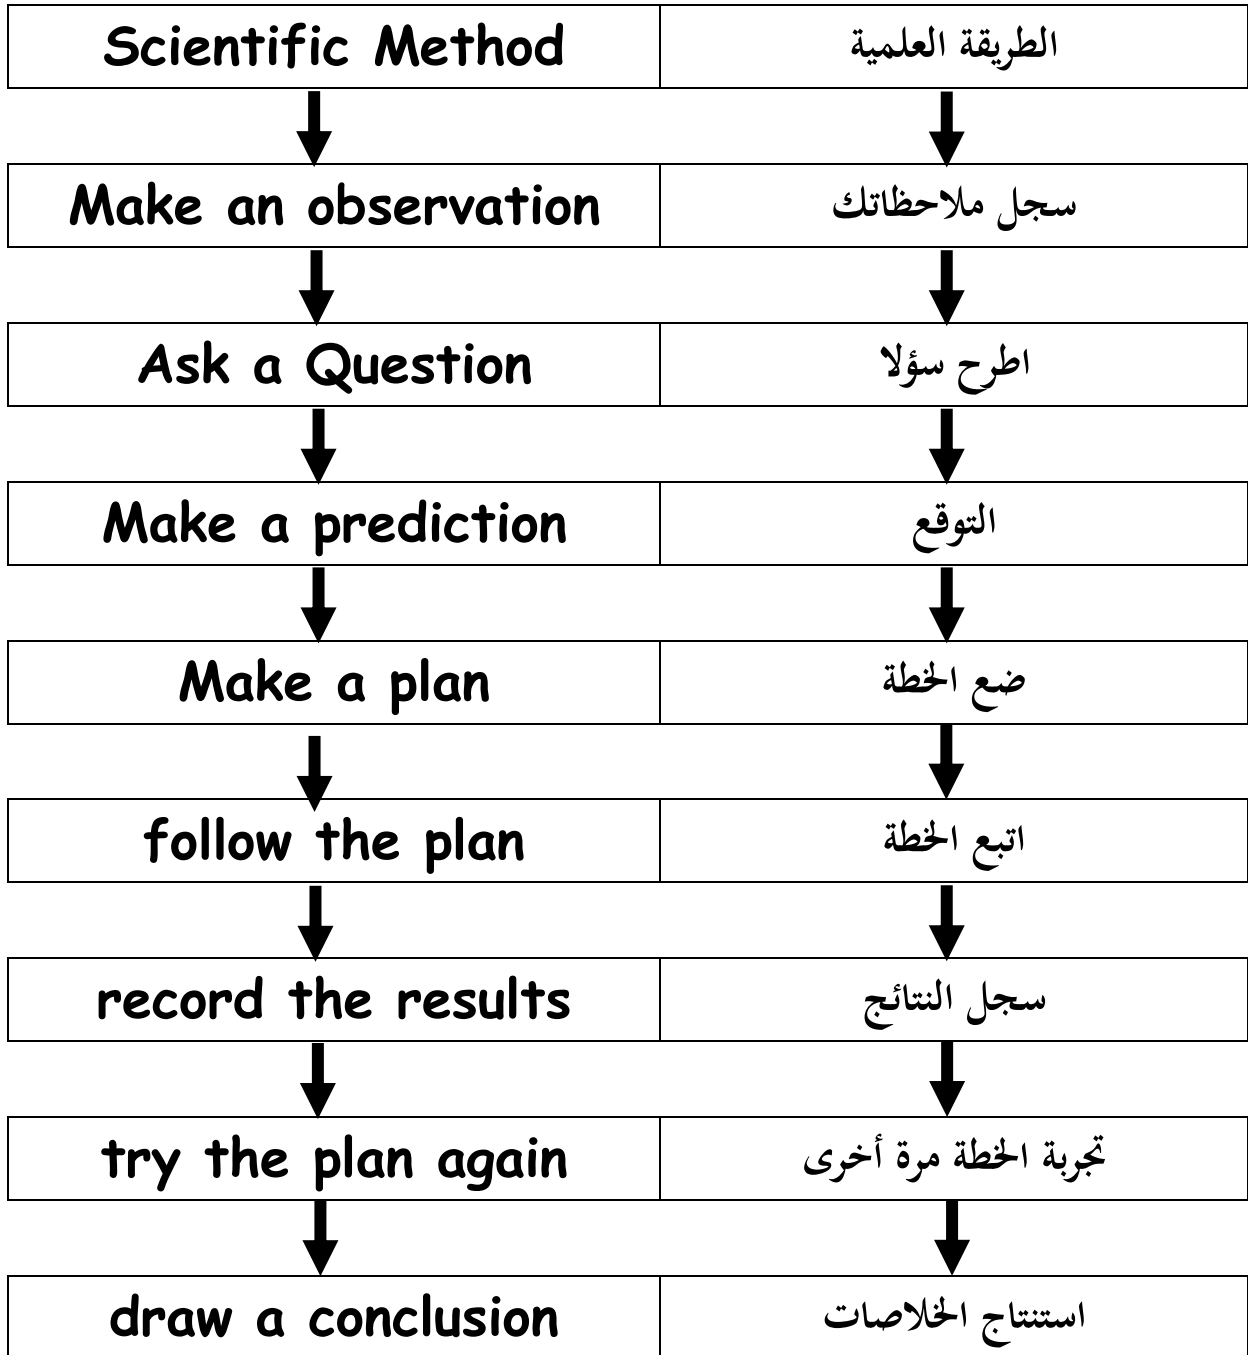 Scientific Method الطريقة العلمية
Make an observation سجل ملاحظاتك
Ask a Question اطرح سؤلا
Make a prediction التوقع
Make a plan ضع الخطة
follow the plan اتبع الخطة
record the results سجل النتائج
try the plan again تجربة الخطة مرة أخرى
draw a conclusion استنتاج الخلاصات